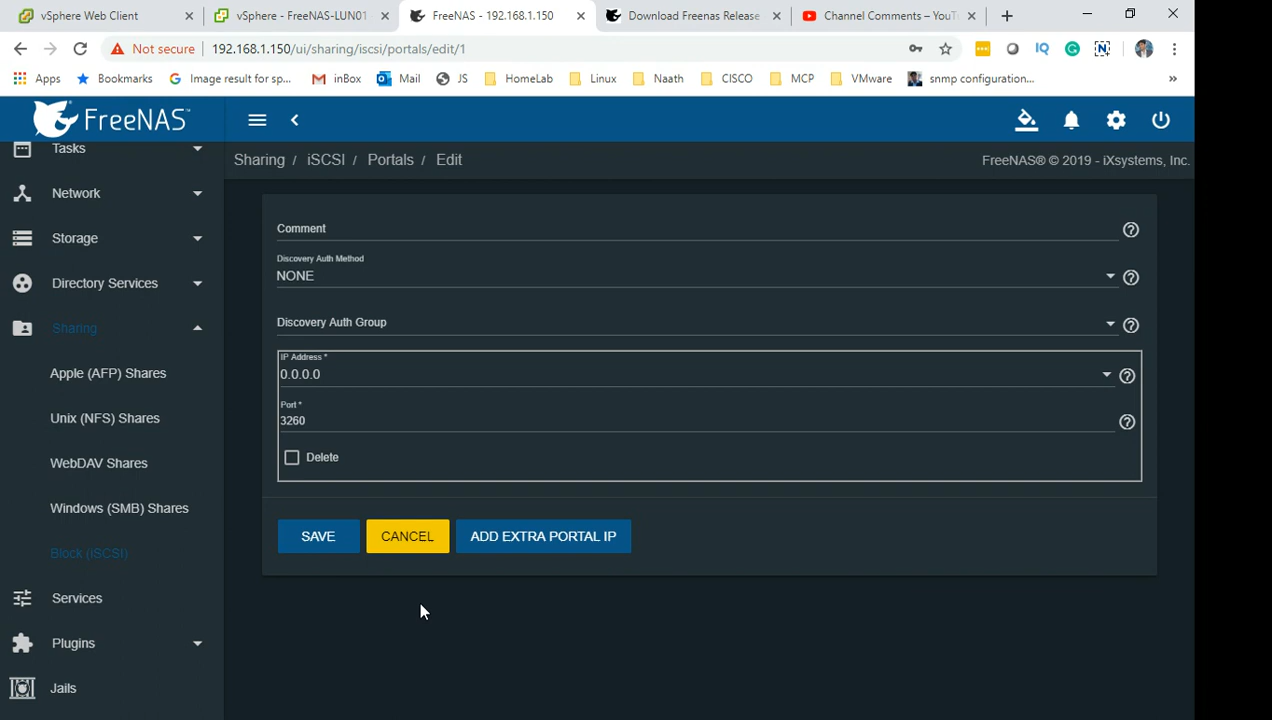 vSphere Web Client
vSphere - FreeNAS-LUN01 -
FreeNAS - 192.168.1.150
Download Freenas Release
Channel Comments – YouTu
Not secure
192.168.1.150/ui/sharing/iscsi/portals/edit/1
IQ
N
Apps
Bookmarks
Image result for sp...
inBox
Mail
JS
HomeLab
Linux
Naath
CISCO
MCP
VMware
snmp configuration...
»
FreeNAS™
Sharing / iSCSI / Portals / Edit
FreeNAS® © 2019 - iXsystems, Inc.
Tasks
Network
Storage
Directory Services
Sharing
Apple (AFP) Shares
Unix (NFS) Shares
WebDAV Shares
Windows (SMB) Shares
Block (iSCSI)
Services
Plugins
Jails
Comment
Discovery Auth Method
NONE
Discovery Auth Group
IP Address *
0.0.0.0
Port *
3260
Delete
SAVE
CANCEL
ADD EXTRA PORTAL IP